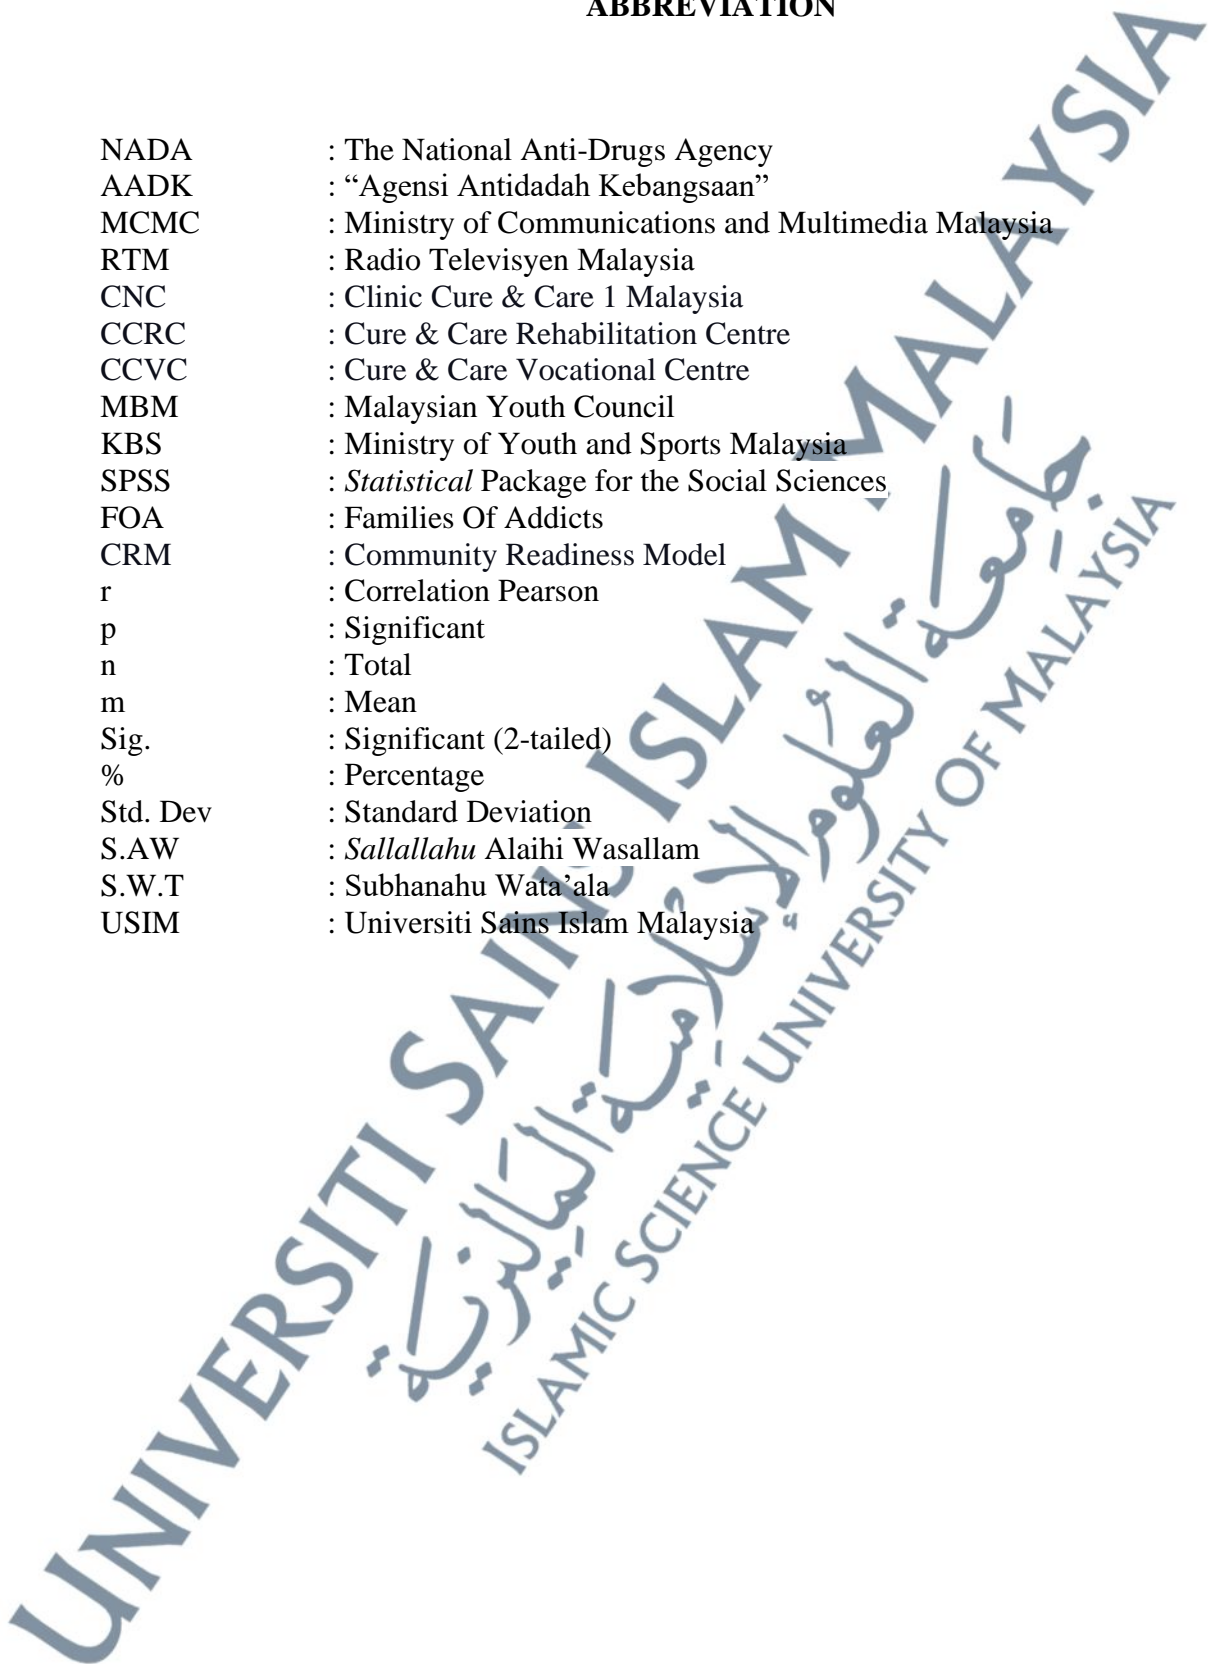 ABBREVIATION
NADA : The National Anti-Drugs Agency
AADK : “Agensi Antidadah Kebangsaan”
MCMC : Ministry of Communications and Multimedia Malaysia
RTM : Radio Televisyen Malaysia
CNC : Clinic Cure & Care 1 Malaysia
CCRC : Cure & Care Rehabilitation Centre
CCVC : Cure & Care Vocational Centre
MBM : Malaysian Youth Council
KBS : Ministry of Youth and Sports Malaysia
SPSS : Statistical Package for the Social Sciences
FOA : Families Of Addicts
CRM : Community Readiness Model
r : Correlation Pearson
p : Significant
n : Total
m : Mean
Sig. : Significant (2-tailed)
% : Percentage
Std. Dev : Standard Deviation
S.AW : Sallallahu Alaihi Wasallam
S.W.T : Subhanahu Wata’ala
USIM : Universiti Sains Islam Malaysia
UNIVERSITI SAINS ISLAM MALAYSIA
جامعة العلوم الإسلامية الماليزية
ISLAMIC SCIENCE UNIVERSITY OF MALAYSIA